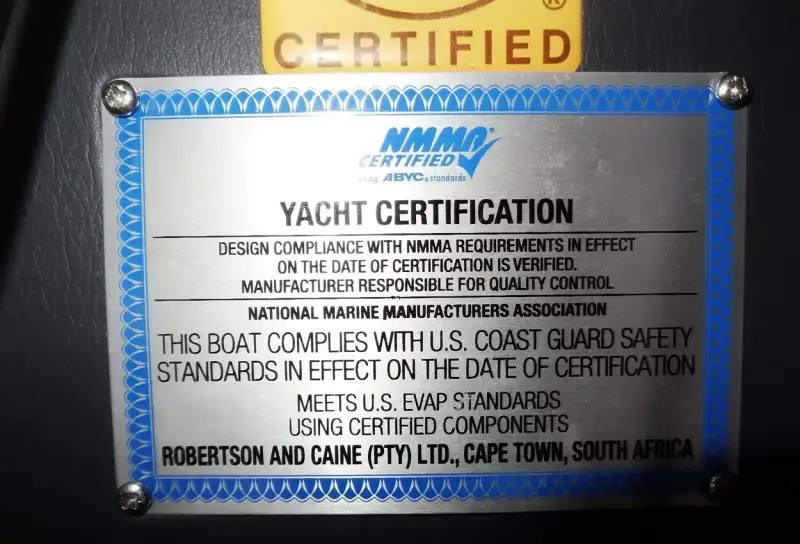 ®
CERTIFIED
NMMA®
CERTIFIED
using ABYC® standards
YACHT CERTIFICATION
DESIGN COMPLIANCE WITH NMMA REQUIREMENTS IN EFFECT
ON THE DATE OF CERTIFICATION IS VERIFIED.
MANUFACTURER RESPONSIBLE FOR QUALITY CONTROL
NATIONAL MARINE MANUFACTURERS ASSOCIATION
THIS BOAT COMPLIES WITH U.S. COAST GUARD SAFETY
STANDARDS IN EFFECT ON THE DATE OF CERTIFICATION
MEETS U.S. EVAP STANDARDS
USING CERTIFIED COMPONENTS
ROBERTSON AND CAINE (PTY) LTD., CAPE TOWN, SOUTH AFRICA